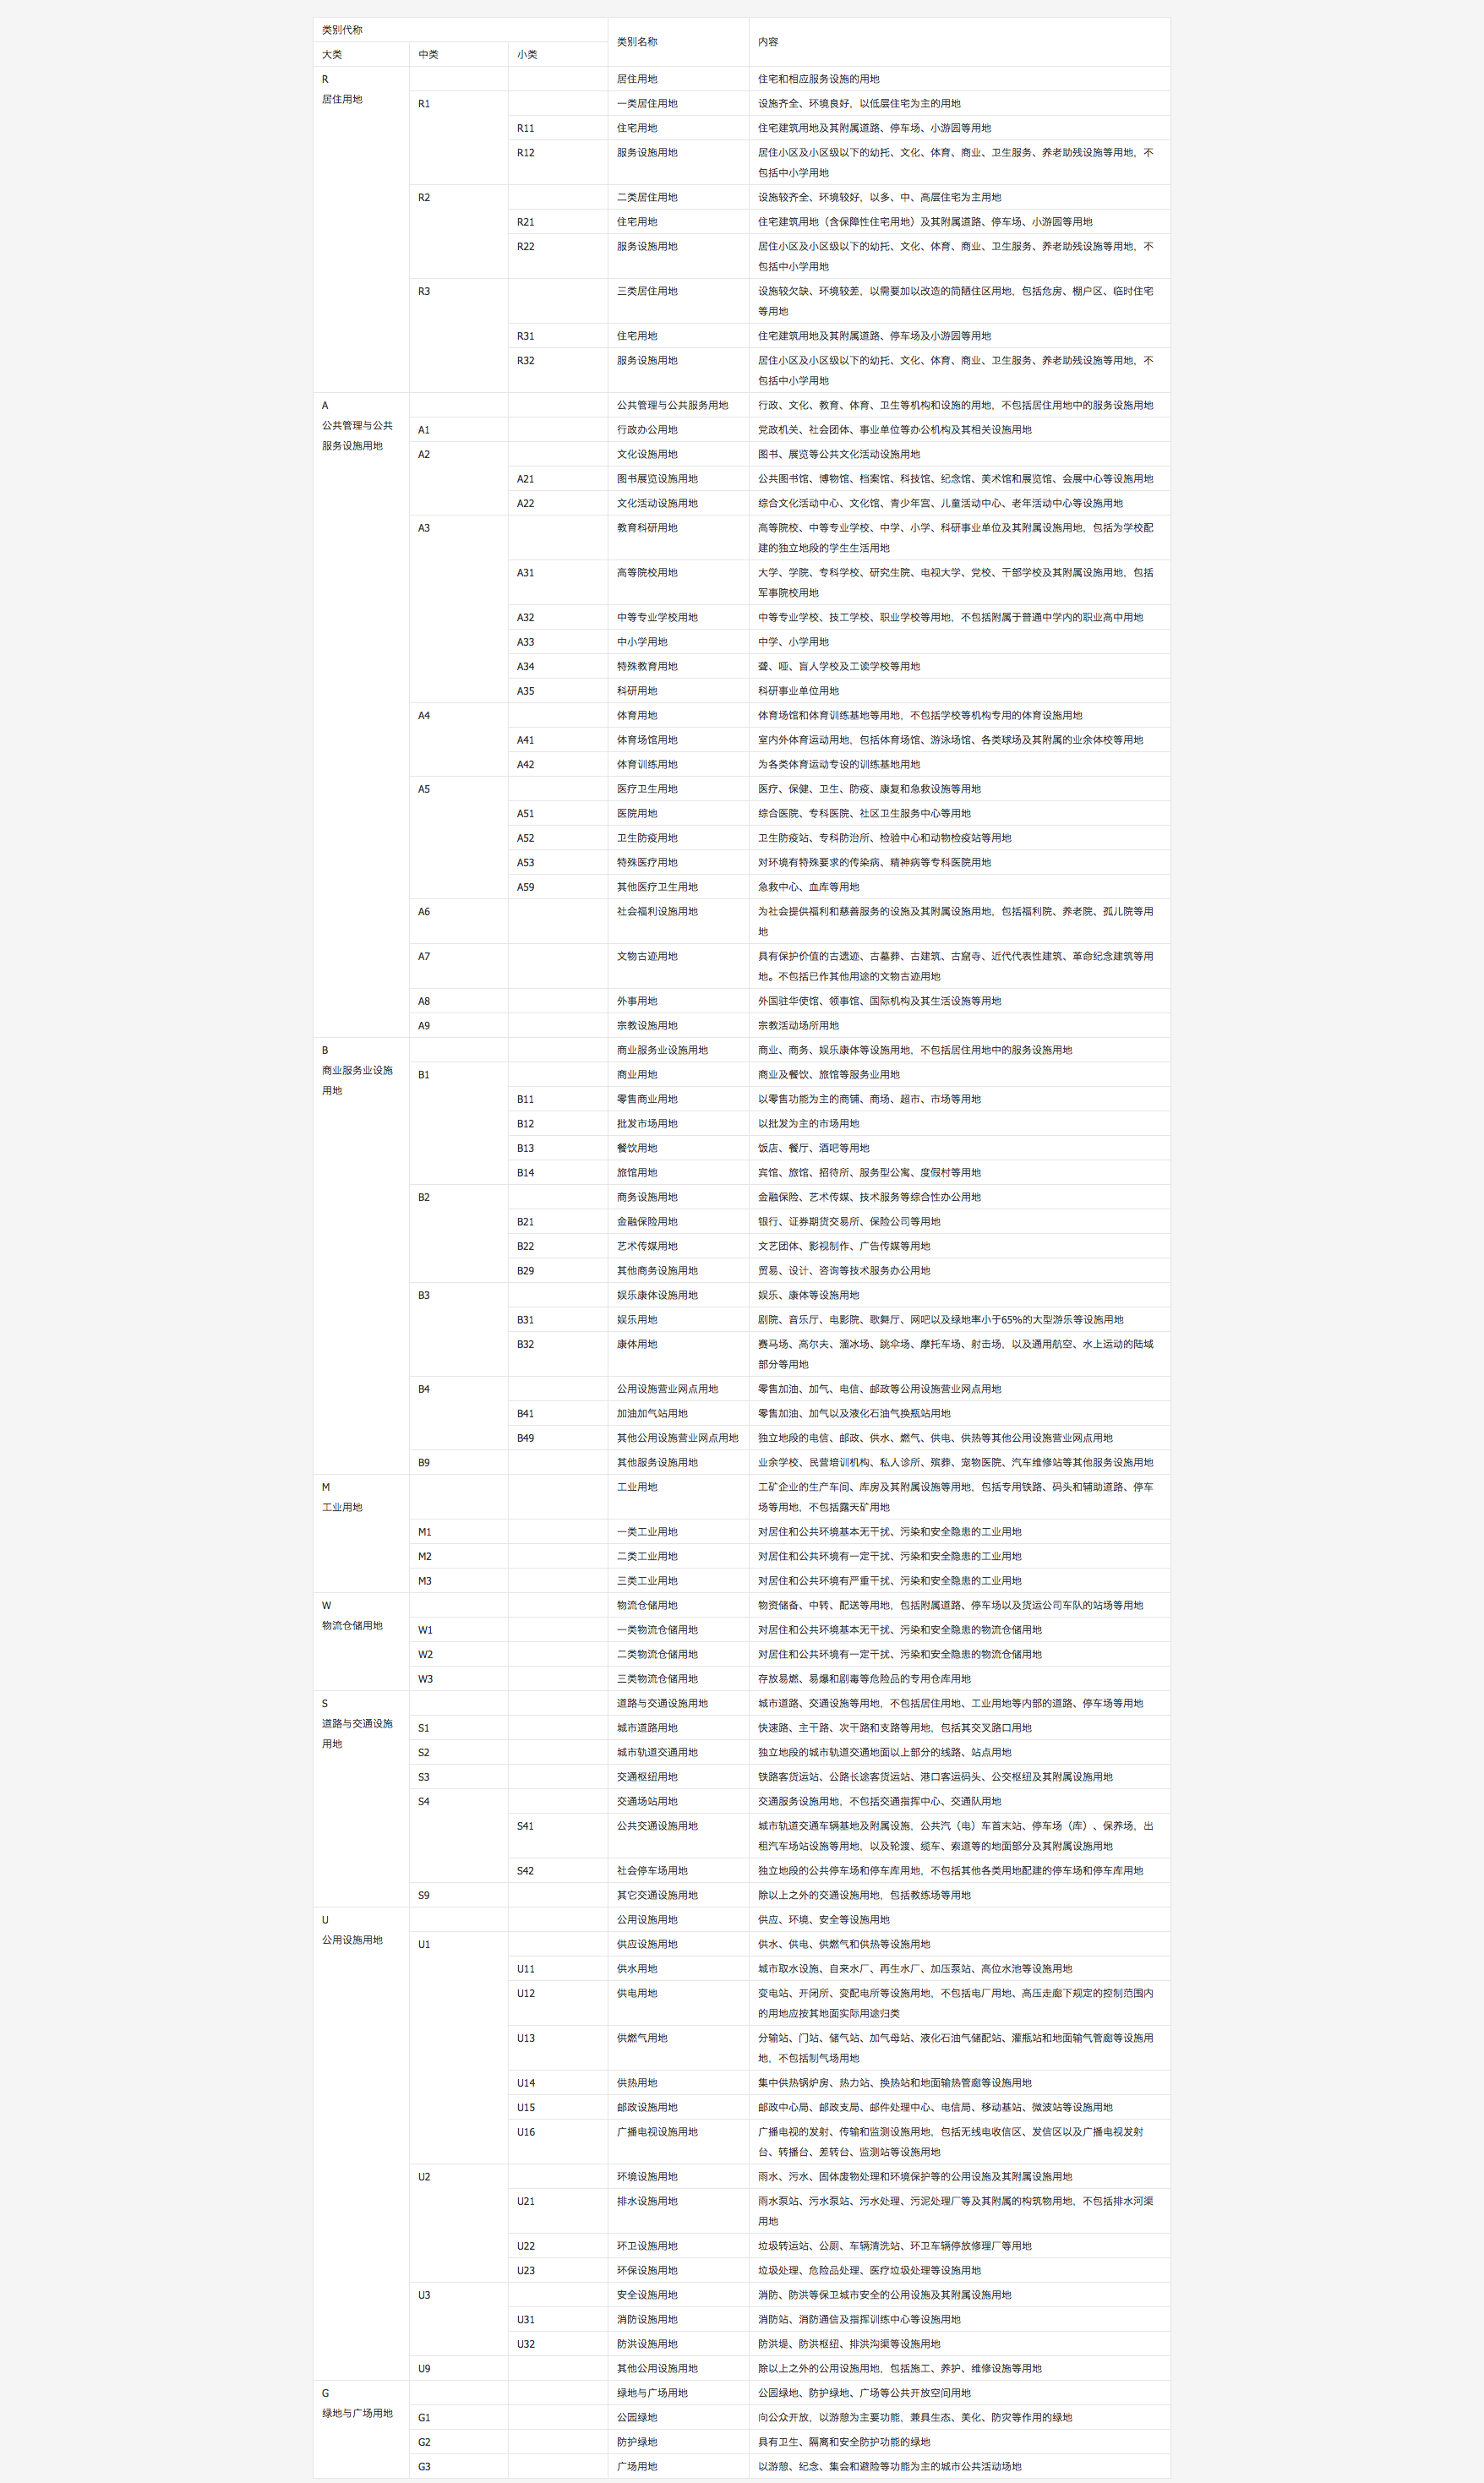 类别代称
类别名称
内容
大类
中类
小类
R
居住用地
居住用地
住宅和相应服务设施的用地
R1
一类居住用地
设施齐全、环境良好，以低层住宅为主的用地
R11
住宅用地
住宅建筑用地及其附属道路、停车场、小游园等用地
R12
服务设施用地
居住小区及小区级以下的幼托、文化、体育、商业、卫生服务、养老助残设施等用地，不
包括中小学用地
R2
二类居住用地
设施较齐全、环境较好，以多、中、高层住宅为主用地
R21
住宅用地
住宅建筑用地（含保障性住宅用地）及其附属道路、停车场、小游园等用地
R22
服务设施用地
居住小区及小区级以下的幼托、文化、体育、商业、卫生服务、养老助残设施等用地，不
包括中小学用地
R3
三类居住用地
设施较欠缺、环境较差，以需要加以改造的简陋住区用地，包括危房、棚户区、临时住宅
等用地
R31
住宅用地
住宅建筑用地及其附属道路、停车场及小游园等用地
R32
服务设施用地
居住小区及小区级以下的幼托、文化、体育、商业、卫生服务、养老助残设施等用地，不
包括中小学用地
A
公共管理与公共
服务设施用地
公共管理与公共服务用地
行政、文化、教育、体育、卫生等机构和设施的用地，不包括居住用地中的服务设施用地
A1
行政办公用地
党政机关、社会团体、事业单位等办公机构及其相关设施用地
A2
文化设施用地
图书、展览等公共文化活动设施用地
A21
图书展览设施用地
公共图书馆、博物馆、档案馆、科技馆、纪念馆、美术馆和展览馆、会展中心等设施用地
A22
文化活动设施用地
综合文化活动中心、文化馆、青少年宫、儿童活动中心、老年活动中心等设施用地
A3
教育科研用地
高等院校、中等专业学校、中学、小学、科研事业单位及其附属设施用地，包括为学校配
建的独立地段的学生生活用地
A31
高等院校用地
大学、学院、专科学校、研究生院、电视大学、党校、干部学校及其附属设施用地，包括
军事院校用地
A32
中等专业学校用地
中等专业学校、技工学校、职业学校等用地，不包括附属于普通中学内的职业高中用地
A33
中小学用地
中学、小学用地
A34
特殊教育用地
聋、哑、盲人学校及工读学校等用地
A35
科研用地
科研事业单位用地
A4
体育用地
体育场馆和体育训练基地等用地，不包括学校等机构专用的体育设施用地
A41
体育场馆用地
室内外体育运动用地，包括体育场馆、游泳场馆、各类球场及其附属的业余体校等用地
A42
体育训练用地
为各类体育运动专设的训练基地用地
A5
医疗卫生用地
医疗、保健、卫生、防疫、康复和急救设施等用地
A51
医院用地
综合医院、专科医院、社区卫生服务中心等用地
A52
卫生防疫用地
卫生防疫站、专科防治所、检验中心和动物检疫站等用地
A53
特殊医疗用地
对环境有特殊要求的传染病、精神病等专科医院用地
A59
其他医疗卫生用地
急救中心、血库等用地
A6
社会福利设施用地
为社会提供福利和慈善服务的设施及其附属设施用地，包括福利院、养老院、孤儿院等用
地
A7
文物古迹用地
具有保护价值的古遗迹、古墓葬、古建筑、古窟寺、近代代表性建筑、革命纪念建筑等用
地。不包括已作其他用途的文物古迹用地
A8
外事用地
外国驻华使馆、领事馆、国际机构及其生活设施等用地
A9
宗教设施用地
宗教活动场所用地
B
商业服务业设施
用地
商业服务业设施用地
商业、商务、娱乐康体等设施用地，不包括居住用地中的服务设施用地
B1
商业用地
商业及餐饮、旅馆等服务业用地
B11
零售商业用地
以零售功能为主的商铺、商场、超市、市场等用地
B12
批发市场用地
以批发为主的市场用地
B13
餐饮用地
饭店、餐厅、酒吧等用地
B14
旅馆用地
宾馆、旅馆、招待所、服务型公寓、度假村等用地
B2
商务设施用地
金融保险、艺术传媒、技术服务等综合性办公用地
B21
金融保险用地
银行、证券期货交易所、保险公司等用地
B22
艺术传媒用地
文艺团体、影视制作、广告传媒等用地
B29
其他商务设施用地
贸易、设计、咨询等技术服务办公用地
B3
娱乐康体设施用地
娱乐、康体等设施用地
B31
娱乐用地
剧院、音乐厅、电影院、歌舞厅、网吧以及绿地率小于65%的大型游乐等设施用地
B32
康体用地
赛马场、高尔夫、溜冰场、跳伞场、摩托车场、射击场，以及通用航空、水上运动的陆域
部分等用地
B4
公用设施营业网点用地
零售加油、加气、电信、邮政等公用设施营业网点用地
B41
加油加气站用地
零售加油、加气以及液化石油气换瓶站用地
B49
其他公用设施营业网点用地
独立地段的电信、邮政、供水、燃气、供电、供热等其他公用设施营业网点用地
B9
其他服务设施用地
业余学校、民营培训机构、私人诊所、殡葬、宠物医院、汽车维修站等其他服务设施用地
M
工业用地
工业用地
工矿企业的生产车间、库房及其附属设施等用地，包括专用铁路、码头和辅助道路、停车
场等用地，不包括露天矿用地
M1
一类工业用地
对居住和公共环境基本无干扰、污染和安全隐患的工业用地
M2
二类工业用地
对居住和公共环境有一定干扰、污染和安全隐患的工业用地
M3
三类工业用地
对居住和公共环境有严重干扰、污染和安全隐患的工业用地
W
物流仓储用地
物流仓储用地
物资储备、中转、配送等用地，包括附属道路、停车场以及货运公司车队的站场等用地
W1
一类物流仓储用地
对居住和公共环境基本无干扰、污染和安全隐患的物流仓储用地
W2
二类物流仓储用地
对居住和公共环境有一定干扰、污染和安全隐患的物流仓储用地
W3
三类物流仓储用地
存放易燃、易爆和剧毒等危险品的专用仓库用地
S
道路与交通设施
用地
道路与交通设施用地
城市道路、交通设施等用地，不包括居住用地、工业用地等内部的道路、停车场等用地
S1
城市道路用地
快速路、主干路、次干路和支路等用地，包括其交叉路口用地
S2
城市轨道交通用地
独立地段的城市轨道交通地面以上部分的线路、站点用地
S3
交通枢纽用地
铁路客货运站、公路长途客货运站、港口客运码头、公交枢纽及其附属设施用地
S4
交通场站用地
交通服务设施用地，不包括交通指挥中心、交通队用地
S41
公共交通设施用地
城市轨道交通车辆基地及附属设施，公共汽（电）车首末站、停车场（库）、保养场，出
租汽车场站设施等用地，以及轮渡、缆车、索道等的地面部分及其附属设施用地
S42
社会停车场用地
独立地段的公共停车场和停车库用地，不包括其他各类用地配建的停车场和停车库用地
S9
其它交通设施用地
除以上之外的交通设施用地，包括教练场等用地
U
公用设施用地
公用设施用地
供应、环境、安全等设施用地
U1
供应设施用地
供水、供电、供燃气和供热等设施用地
U11
供水用地
城市取水设施、自来水厂、再生水厂、加压泵站、高位水池等设施用地
U12
供电用地
变电站、开闭所、变配电所等设施用地，不包括电厂用地、高压走廊下规定的控制范围内
的用地应按其地面实际用途归类
U13
供燃气用地
分输站、门站、储气站、加气母站、液化石油气储配站、灌瓶站和地面输气管廊等设施用
地，不包括制气场用地
U14
供热用地
集中供热锅炉房、热力站、换热站和地面输热管廊等设施用地
U15
邮政设施用地
邮政中心局、邮政支局、邮件处理中心、电信局、移动基站、微波站等设施用地
U16
广播电视设施用地
广播电视的发射、传输和监测设施用地，包括无线电收信区、发信区以及广播电视发射
台、转播台、差转台、监测站等设施用地
U2
环境设施用地
雨水、污水、固体废物处理和环境保护等的公用设施及其附属设施用地
U21
排水设施用地
雨水泵站、污水泵站、污水处理、污泥处理厂等及其附属的构筑物用地，不包括排水河渠
用地
U22
环卫设施用地
垃圾转运站、公厕、车辆清洗站、环卫车辆停放修理厂等用地
U23
环保设施用地
垃圾处理、危险品处理、医疗垃圾处理等设施用地
U3
安全设施用地
消防、防洪等保卫城市安全的公用设施及其附属设施用地
U31
消防设施用地
消防站、消防通信及指挥训练中心等设施用地
U32
防洪设施用地
防洪堤、防洪枢纽、排洪沟渠等设施用地
U9
其他公用设施用地
除以上之外的公用设施用地，包括施工、养护、维修设施等用地
G
绿地与广场用地
绿地与广场用地
公园绿地、防护绿地、广场等公共开放空间用地
G1
公园绿地
向公众开放，以游憩为主要功能，兼具生态、美化、防灾等作用的绿地
G2
防护绿地
具有卫生、隔离和安全防护功能的绿地
G3
广场用地
以游憩、纪念、集会和避险等功能为主的城市公共活动场地